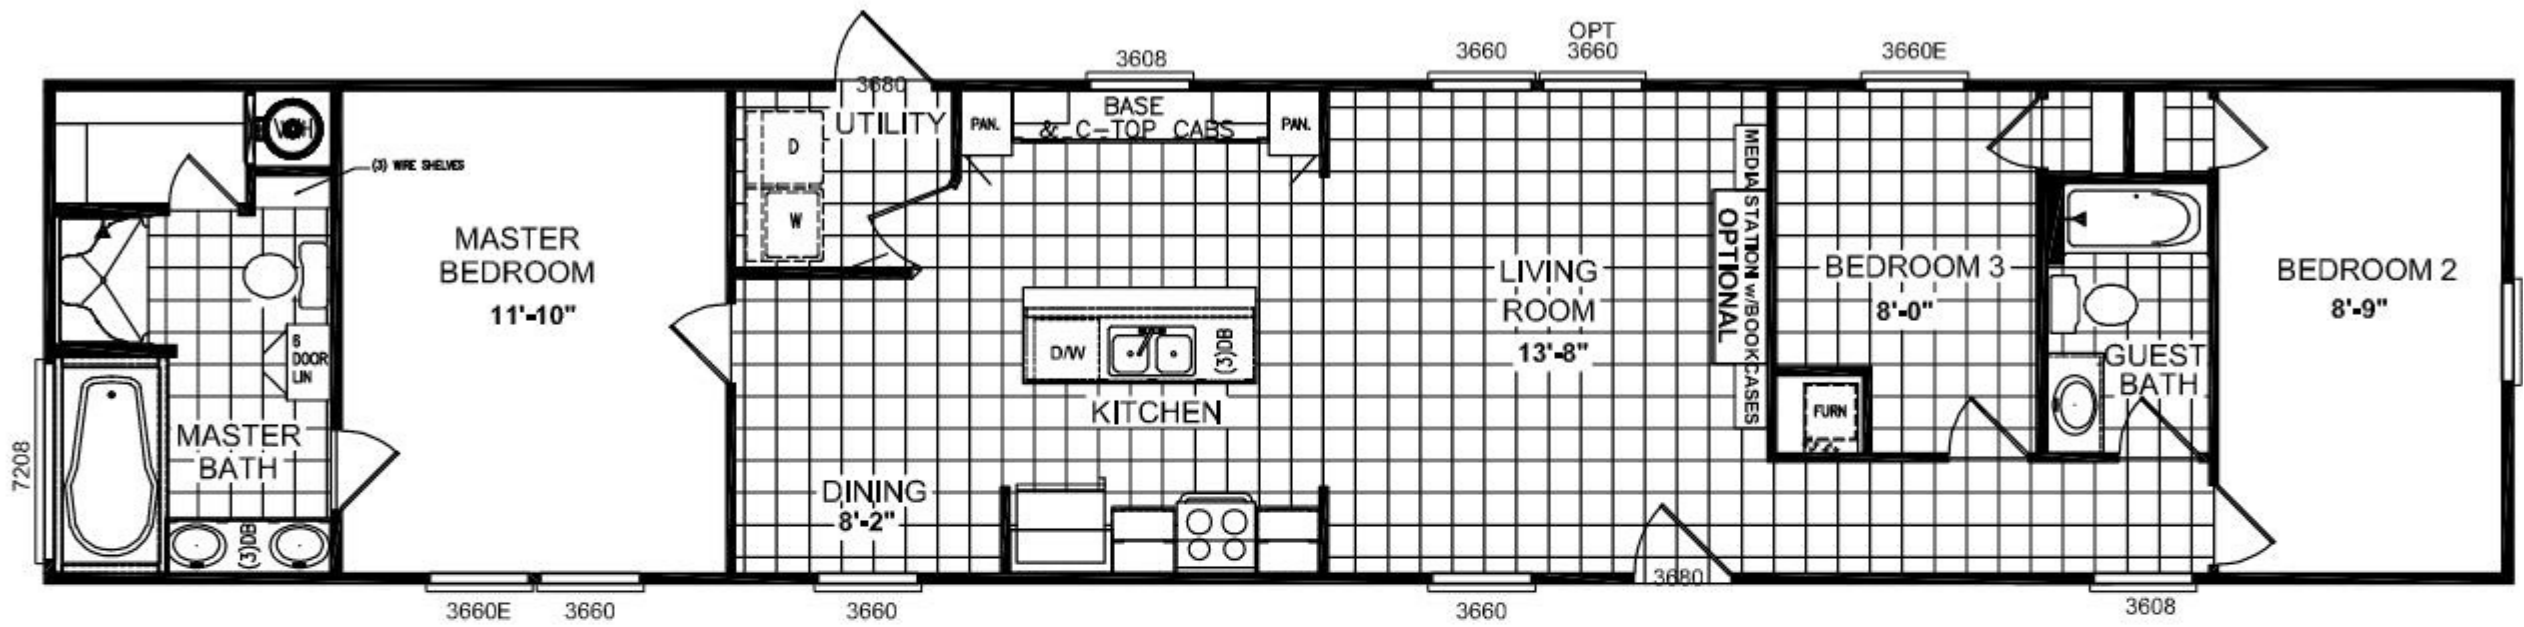 OPT
3660
3660
3608
3660E
3680
UTILITY
D
W
BASE
& C-TOP CABS
PAN.
PAN.
(3) WIRE SHELVES
MASTER
BEDROOM
11'-10"
6
DOOR
LIN
MASTER
BATH
(3)DB
7208
D/W
(3)DB
KITCHEN
DINING
8'-2"
LIVING
ROOM
13'-8"
MEDIA STATION w/BOOKCASES
OPTIONAL
BEDROOM 3
8'-0"
FURN
GUEST
BATH
BEDROOM 2
8'-9"
3680
3660E
3660
3660
3660
3608